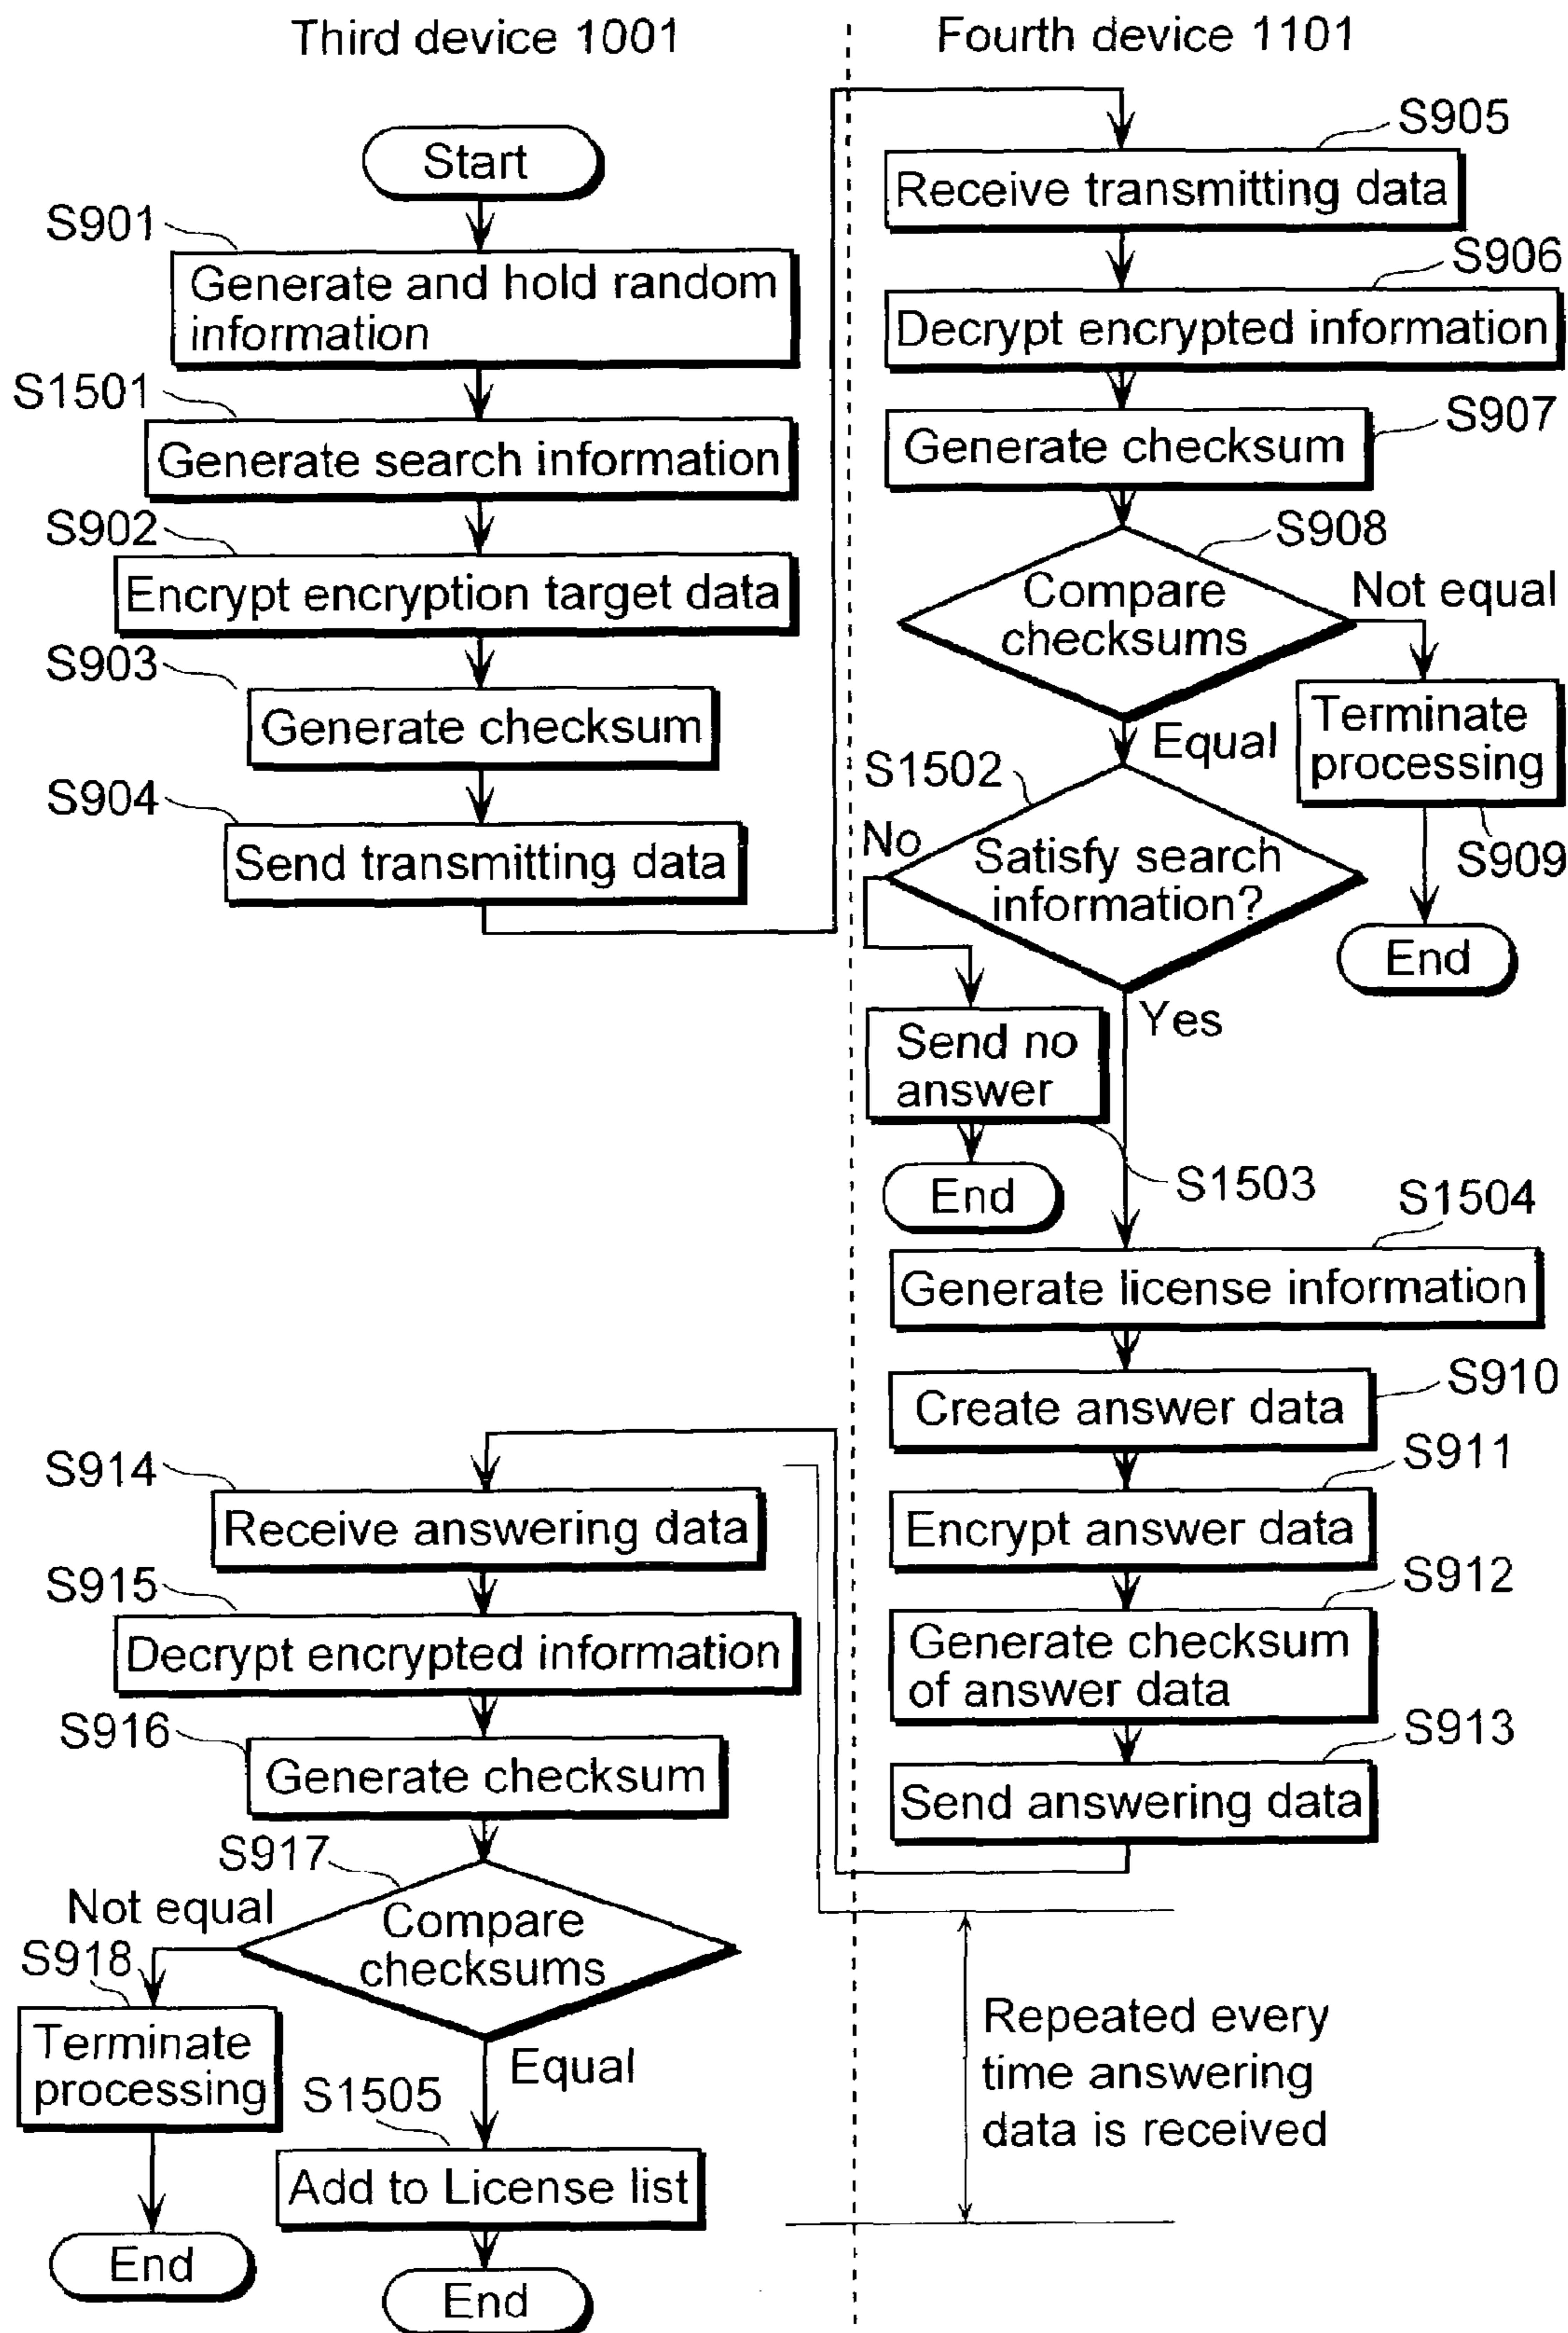 Third device 1001
Fourth device 1101
Start
S901
Generate and hold random
information
S1501
Generate search information
S902
Encrypt encryption target data
S903
Generate checksum
S904
Send transmitting data
S905
Receive transmitting data
S906
Decrypt encrypted information
S907
Generate checksum
S908
Compare
checksums
Not equal
Terminate
processing
S909
End
Equal
S1502
No
Satisfy search
information?
Yes
Send no
answer
S1503
End
S1504
Generate license information
S910
Create answer data
S911
Encrypt answer data
S912
Generate checksum
of answer data
S913
Send answering data
S914
Receive answering data
S915
Decrypt encrypted information
S916
Generate checksum
S917
Compare
checksums
Not equal
S918
Terminate
processing
End
Equal
S1505
Add to License list
End
Repeated every
time answering
data is received